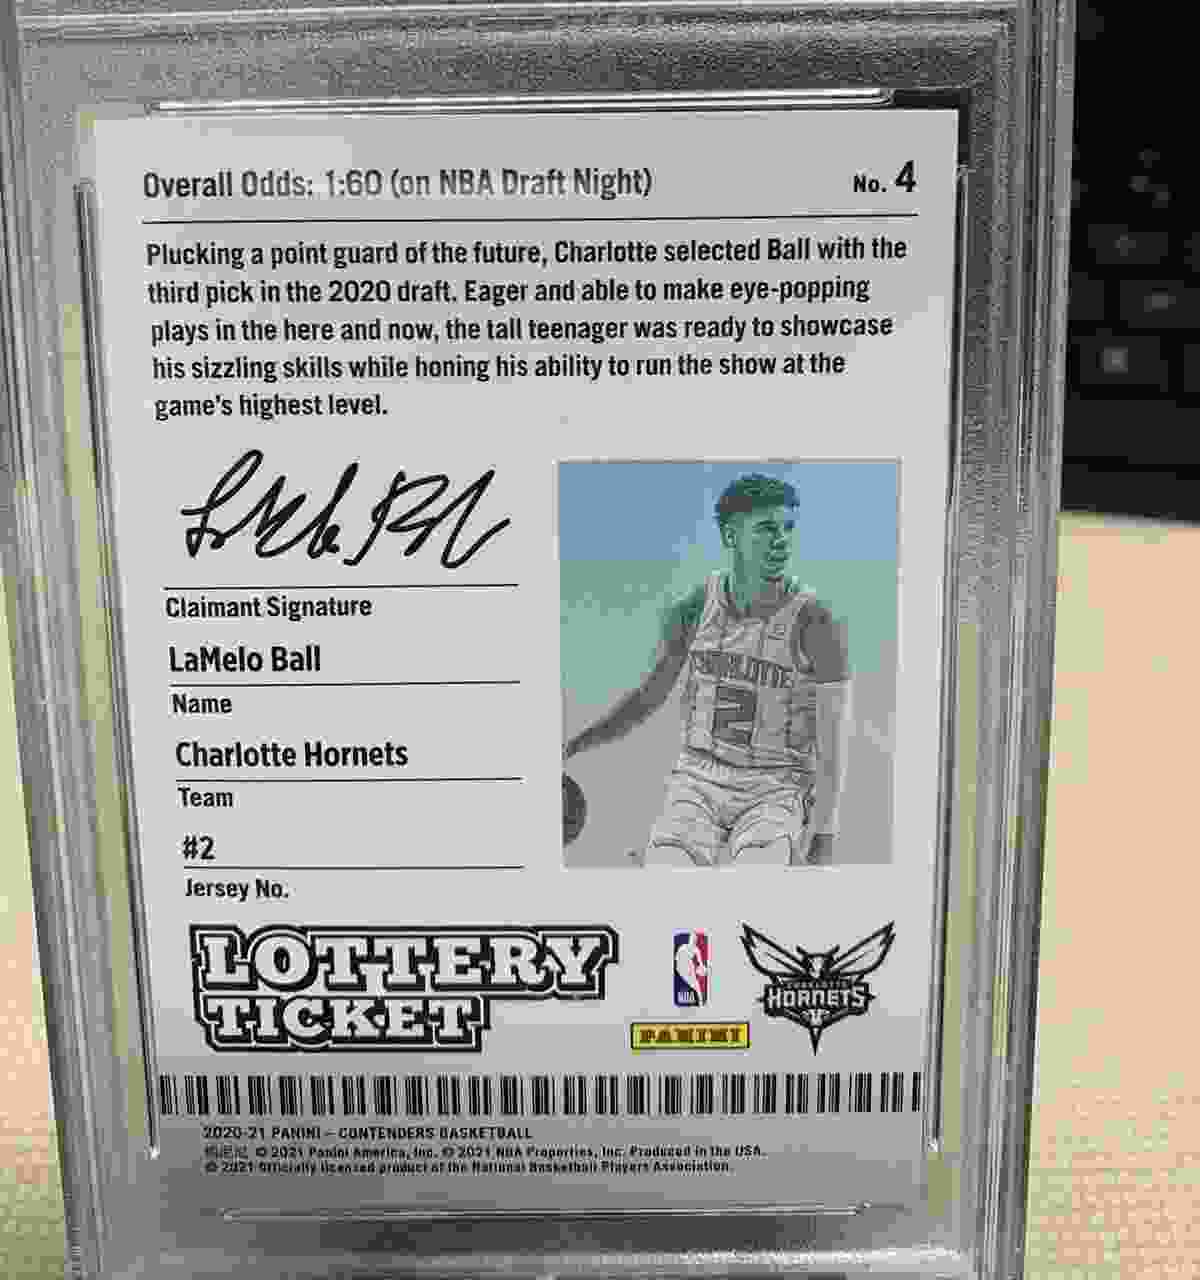 Overall Odds: 1:60 (on NBA Draft Night)
No. 4
Plucking a point guard of the future, Charlotte selected Ball with the
third pick in the 2020 draft. Eager and able to make eye-popping
plays in the here and now, the tall teenager was ready to showcase
his sizzling skills while honing his ability to run the show at the
game's highest level.
Claimant Signature
LaMelo Ball
Name
Charlotte Hornets
Team
#2
Jersey No.
CHARLOTTE
2
LOTTERY
TICKET
NBA
PANINI
CHARLOTTE
HORNETS
2020-21 PANINI – CONTENDERS BASKETBALL
© 2021 Panini America, Inc. © 2021 NBA Properties, Inc. Produced in the USA.
© 2021 Officially licensed product of the National Basketball Players Association.